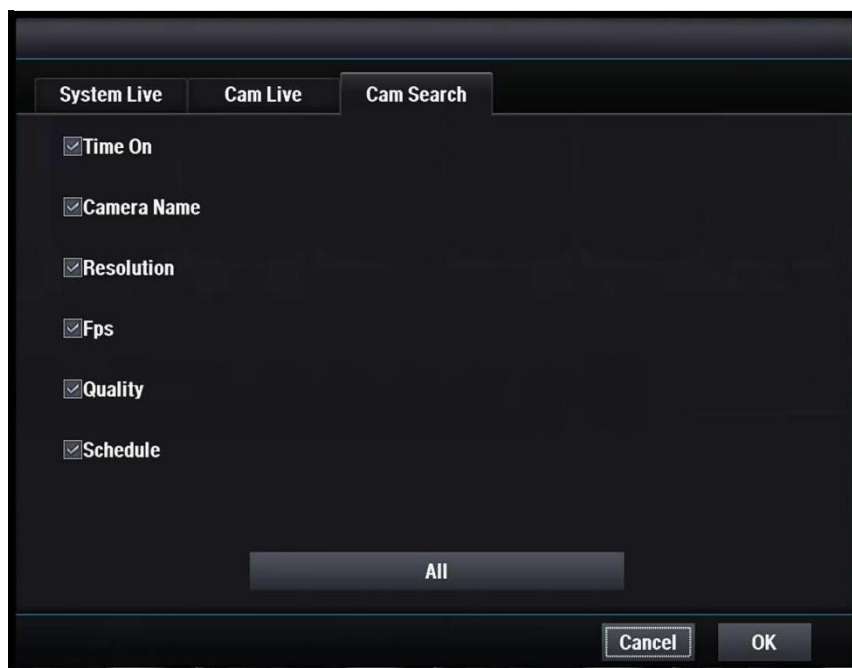 System Live Cam Live Cam Search
Time On
Camera Name
Resolution
Fps
Quality
Schedule
All
Cancel OK